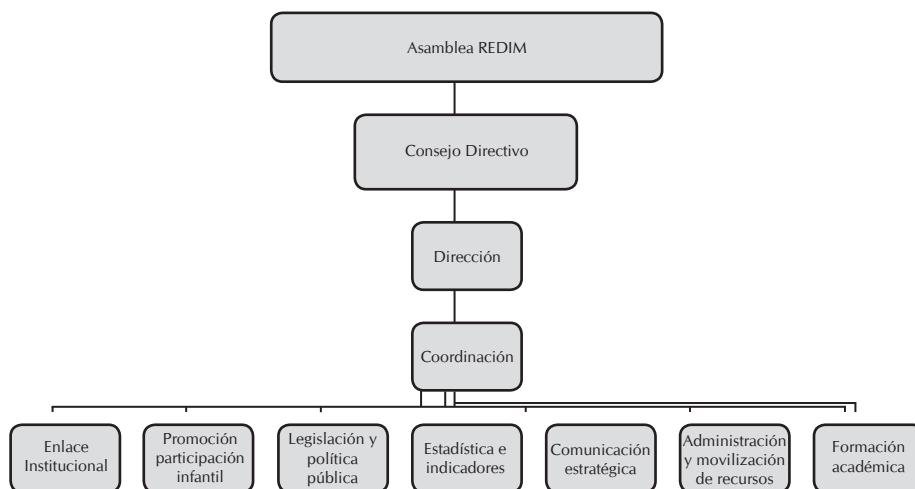 Asamblea REDIM
Consejo Directivo
Dirección
Coordinación
Enlace
Institucional
Promoción
participación
infantil
Legislación y
política
pública
Estadística e
indicadores
Comunicación
estratégica
Administración
y movilización
de recursos
Formación
académica